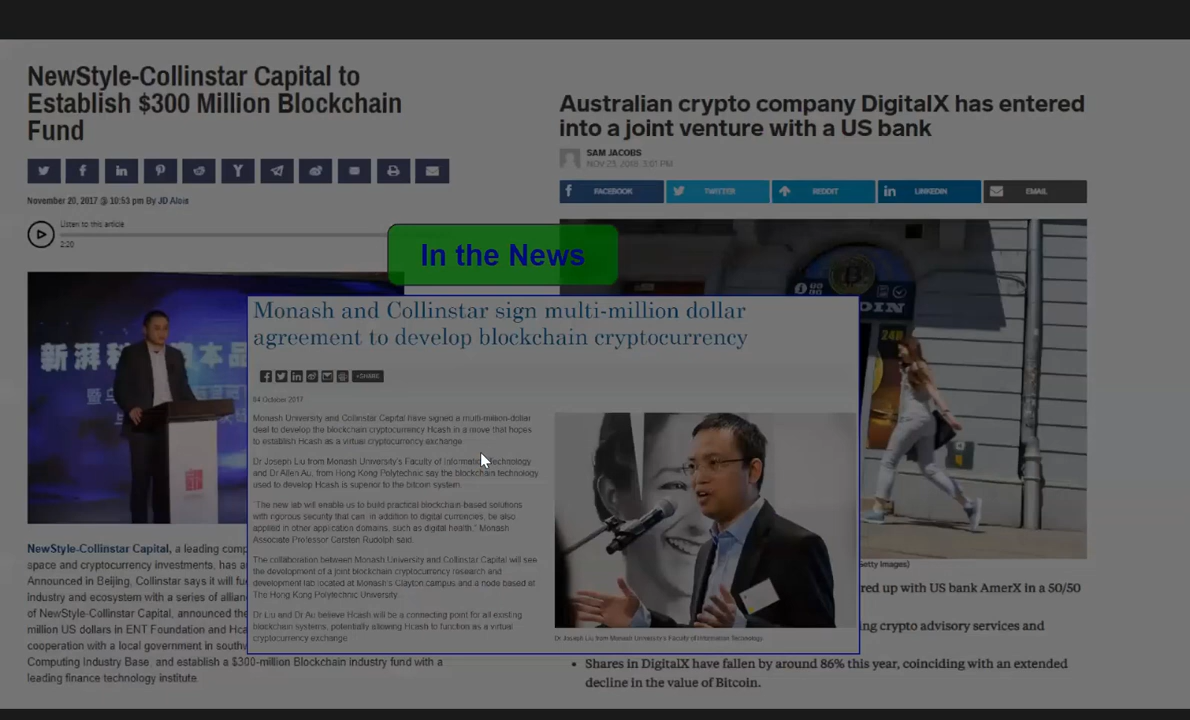 NewStyle-Collinstar Capital to
Establish $300 Million Blockchain
Fund
November 20, 2017 @ 10:53 pm By JD Alois
Listen to this article
2:20
新湃
NewStyle-Collinstar Capital, a leading comp
space and cryptocurrency investments, has a
Announced in Beijing, Collinstar says it will fu
industry and ecosystem with a series of allian
of NewStyle-Collinstar Capital, announced the
million US dollars in ENT Foundation and Hca
cooperation with a local government in southw
Computing Industry Base, and establish a $300-million Blockchain industry fund with a
leading finance technology institute.
Australian crypto company DigitalX has entered
into a joint venture with a US bank
SAM JACOBS
NOV 23, 2018, 3:01 PM
FACEBOOK
TWITTER
REDDIT
LINKEDIN
EMAIL
In the News
Monash and Collinstar sign multi-million dollar
agreement to develop blockchain cryptocurrency
+SHARE
04 October 2017
Monash University and Collinstar Capital have signed a multi-million-dollar
deal to develop the blockchain cryptocurrency Hcash in a move that hopes
to establish Hcash as a virtual cryptocurrency exchange.
Dr Joseph Liu from Monash University's Faculty of Information Technology
and Dr Allen Au, from Hong Kong Polytechnic say the blockchain technology
used to develop Hcash is superior to the bitcoin system.
"The new lab will enable us to build practical blockchain-based solutions
with rigorous security that can, in addition to digital currencies, be also
applied in other application domains, such as digital health," Monash
Associate Professor Carsten Rudolph said.
The collaboration between Monash University and Collinstar Capital will see
the development of a joint blockchain cryptocurrency research and
development lab located at Monash's Clayton campus and a node based at
The Hong Kong Polytechnic University.
Dr Liu and Dr Au believe Hcash will be a connecting point for all existing
blockchain systems, potentially allowing Hcash to function as a virtual
cryptocurrency exchange.
Dr Joseph Liu, from Monash University's Faculty of Information Technology
DIN
24
etty Images)
red up with US bank AmerX in a 50/50
ng crypto advisory services and
• Shares in DigitalX have fallen by around 86% this year, coinciding with an extended
decline in the value of Bitcoin.